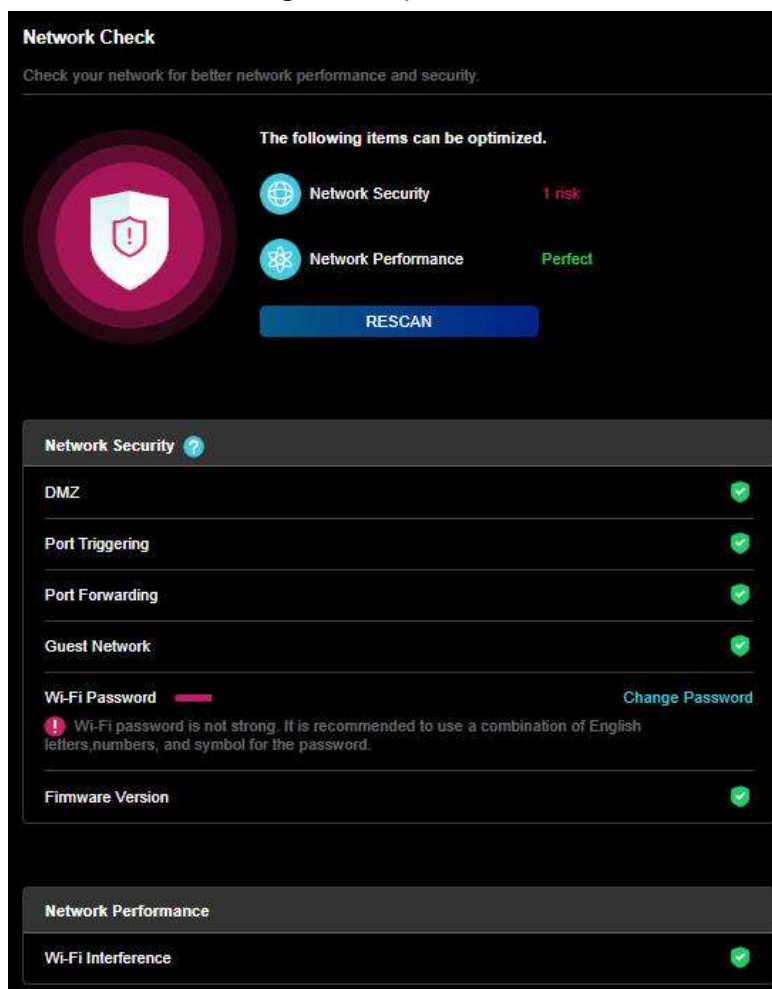 Network Check
Check your network for better network performance and security.
The following items can be optimized.
Network Security 1 risk
Network Performance Perfect
RESCAN
Network Security ?
DMZ
Port Triggering
Port Forwarding
Guest Network
Wi-Fi Password Change Password
! Wi-Fi password is not strong. It is recommended to use a combination of English
letters,numbers, and symbol for the password.
Firmware Version
Network Performance
Wi-Fi Interference